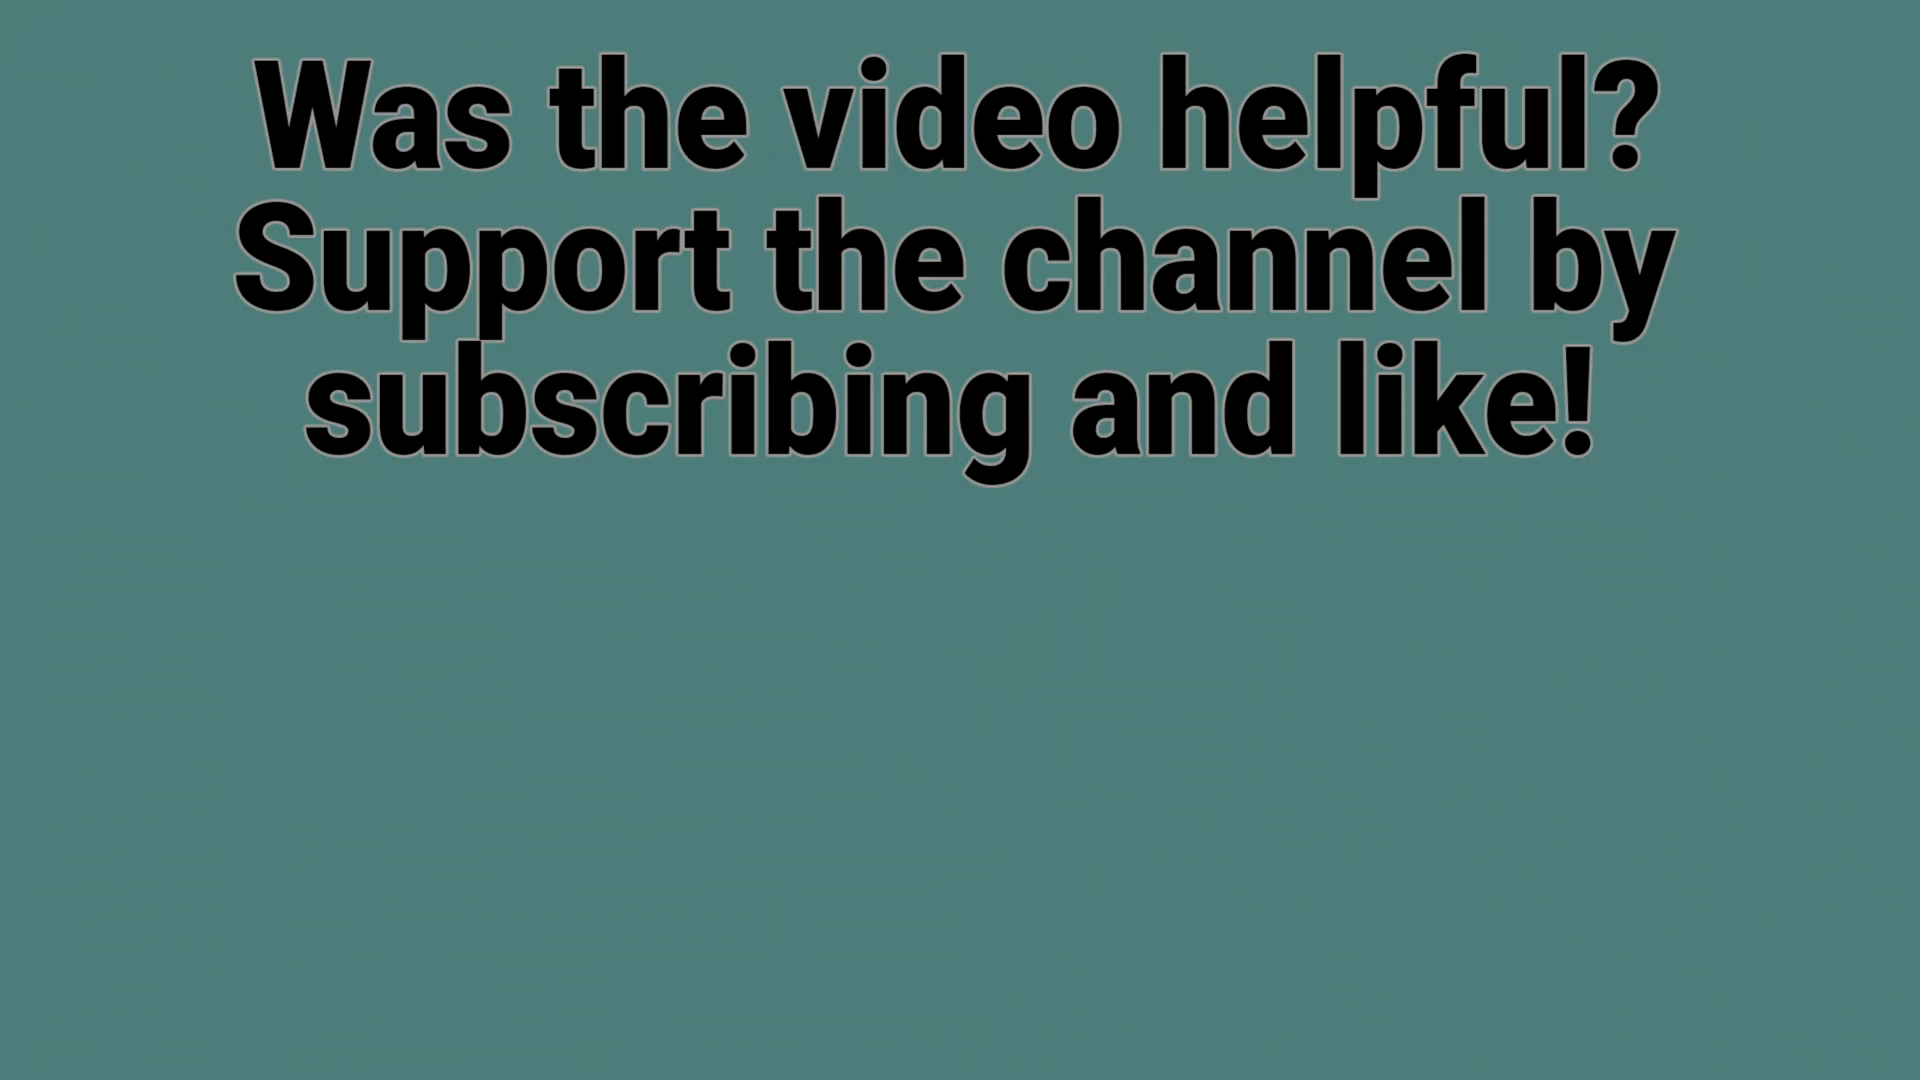 Was the video helpful?
Support the channel by
subscribing and like!